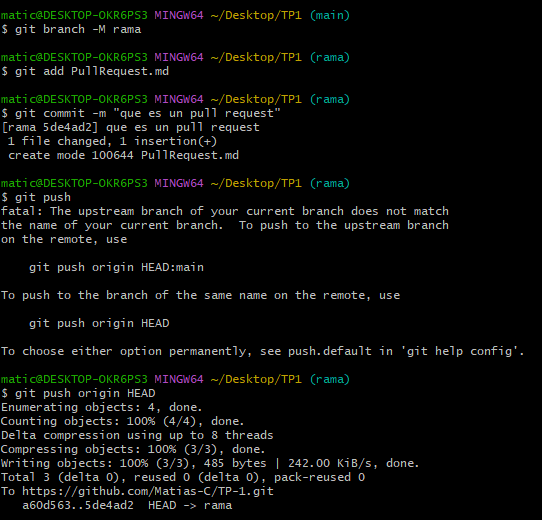 matic@DESKTOP-OKR6PS3 MINGW64 ~/Desktop/TP1 (main)
$ git branch -M rama
matic@DESKTOP-OKR6PS3 MINGW64 ~/Desktop/TP1 (rama)
$ git add PullRequest.md
matic@DESKTOP-OKR6PS3 MINGW64 ~/Desktop/TP1 (rama)
$ git commit -m "que es un pull request"
[rama 5de4ad2] que es un pull request
 1 file changed, 1 insertion(+)
 create mode 100644 PullRequest.md
matic@DESKTOP-OKR6PS3 MINGW64 ~/Desktop/TP1 (rama)
$ git push
fatal: The upstream branch of your current branch does not match
the name of your current branch.  To push to the upstream branch
on the remote, use
    git push origin HEAD:main
To push to the branch of the same name on the remote, use
    git push origin HEAD
To choose either option permanently, see push.default in 'git help config'.
matic@DESKTOP-OKR6PS3 MINGW64 ~/Desktop/TP1 (rama)
$ git push origin HEAD
Enumerating objects: 4, done.
Counting objects: 100% (4/4), done.
Delta compression using up to 8 threads
Compressing objects: 100% (3/3), done.
Writing objects: 100% (3/3), 485 bytes | 242.00 KiB/s, done.
Total 3 (delta 0), reused 0 (delta 0), pack-reused 0
To https://github.com/Matias-C/TP-1.git
   a60d563..5de4ad2  HEAD -> rama